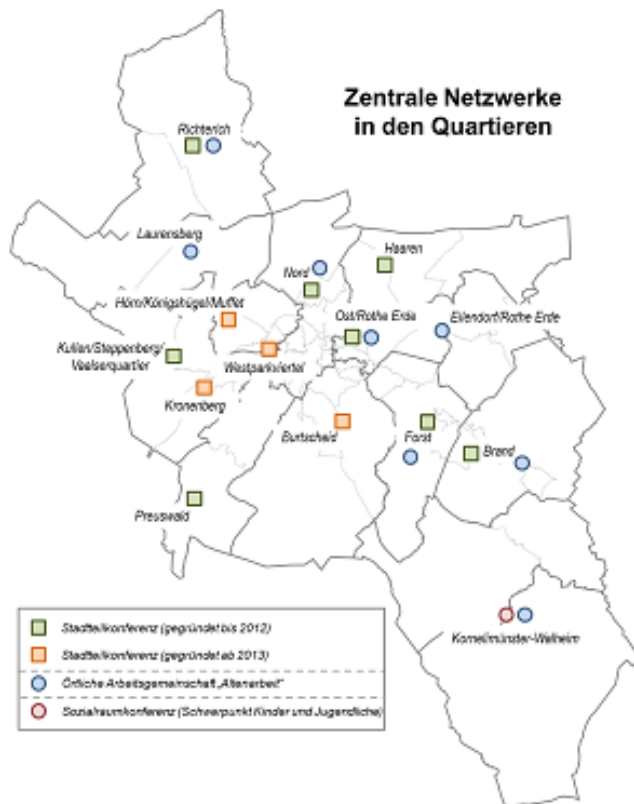 Zentrale Netzwerke
in den Quartieren
Richterich
Laurensberg
Haaren
Nord
Hörn/Königshügel/Muffet
Ost/Rothe Erde
Eilendorf/Rothe Erde
Kullen/Steppenberg/
Vaalserquartier
Westparkviertel
Kronenberg
Burtscheid
Forst
Brand
Preuswald
Kornelimünster-Walheim
Stadtteilkonferenz (gegründet bis 2012)
Stadtteilkonferenz (gegründet ab 2013)
Örtliche Arbeitsgemeinschaft „Altenarbeit"
Sozialraumkonferenz (Schwerpunkt Kinder und Jugendliche)